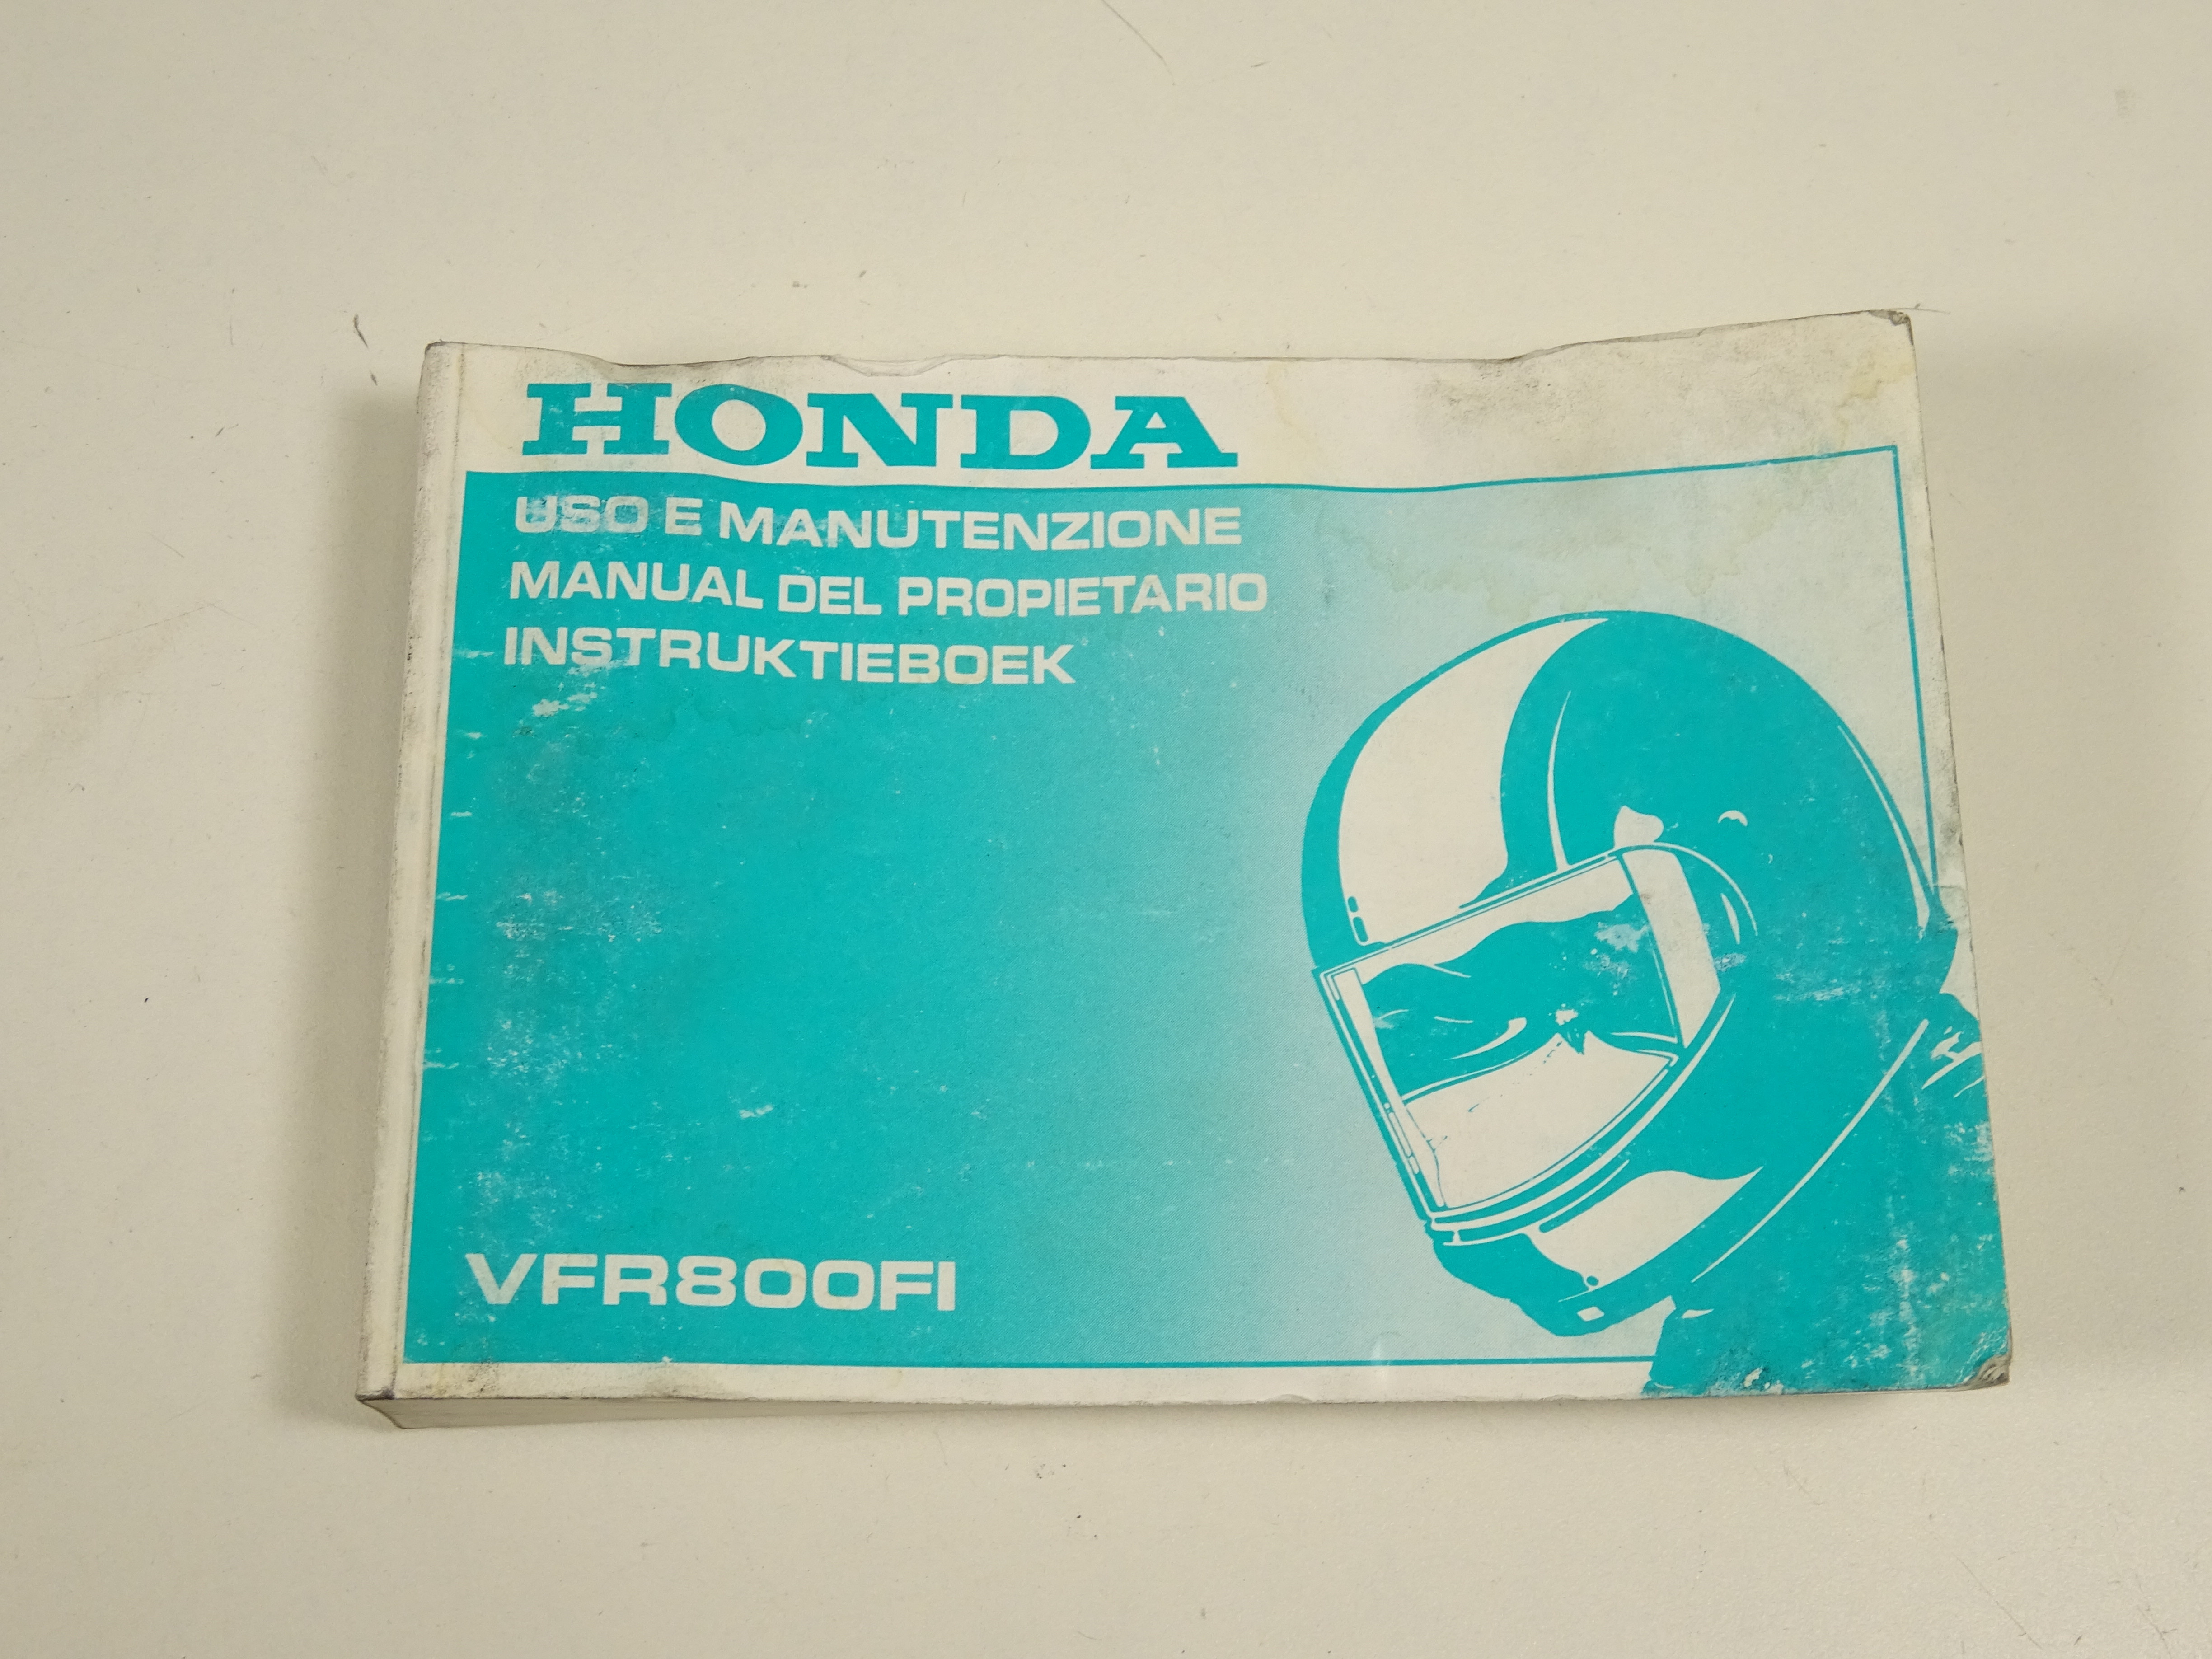 HONDA
USO E MANUTENZIONE
MANUAL DEL PROPIETARIO
INSTRUKTIEBOEK
VFR800FI